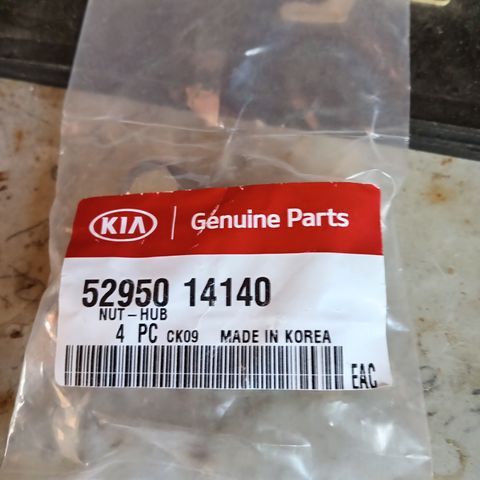 KIA Genuine Parts
52950 14140
NUT-HUB
4 PC CK09 MADE IN KOREA
EAC